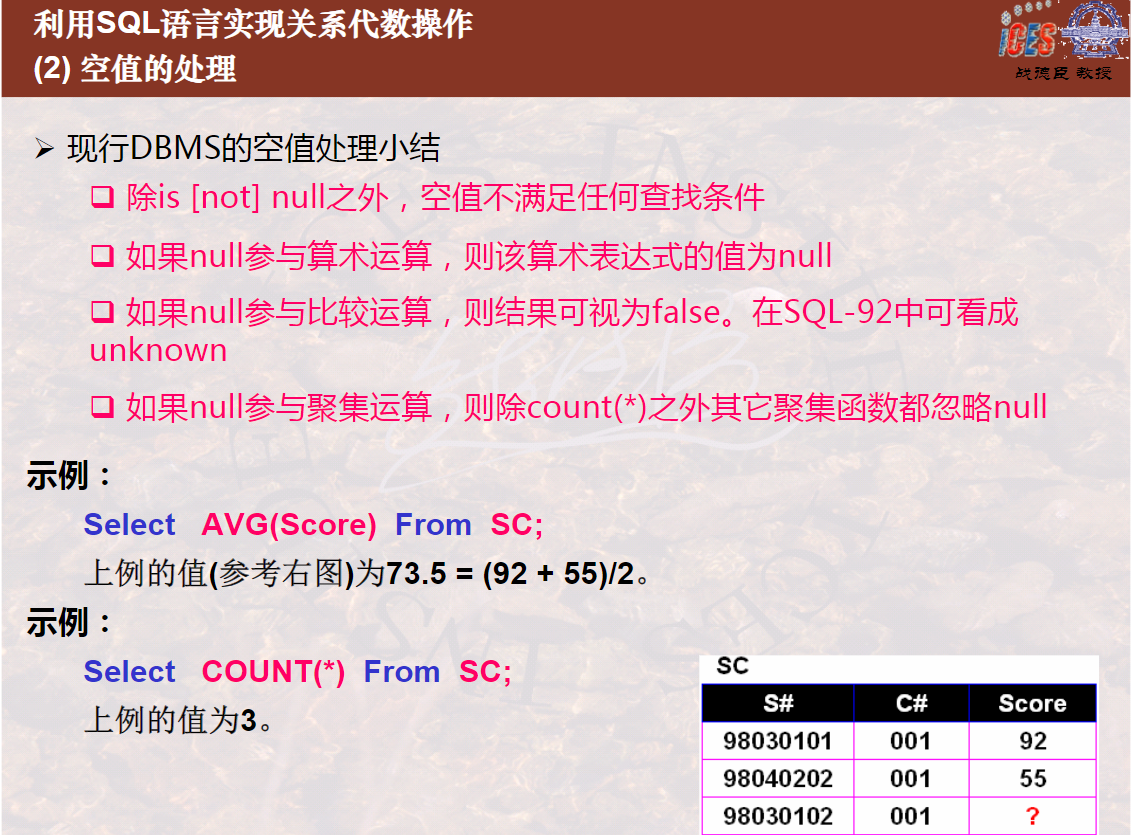 利用SQL语言实现关系代数操作
(2) 空值的处理
iCES
战德臣 教授
现行DBMS的空值处理小结
除is [not] null之外，空值不满足任何查找条件
如果null参与算术运算，则该算术表达式的值为null
如果null参与比较运算，则结果可视为false。在SQL-92中可看成
unknown
如果null参与聚集运算，则除count(*)之外其它聚集函数都忽略null
示例：
Select AVG(Score) From SC;
上例的值(参考右图)为73.5 = (92 + 55)/2。
示例：
Select COUNT(*) From SC;
上例的值为3。
SC
S# C# Score
98030101 001 92
98040202 001 55
98030102 001 ?